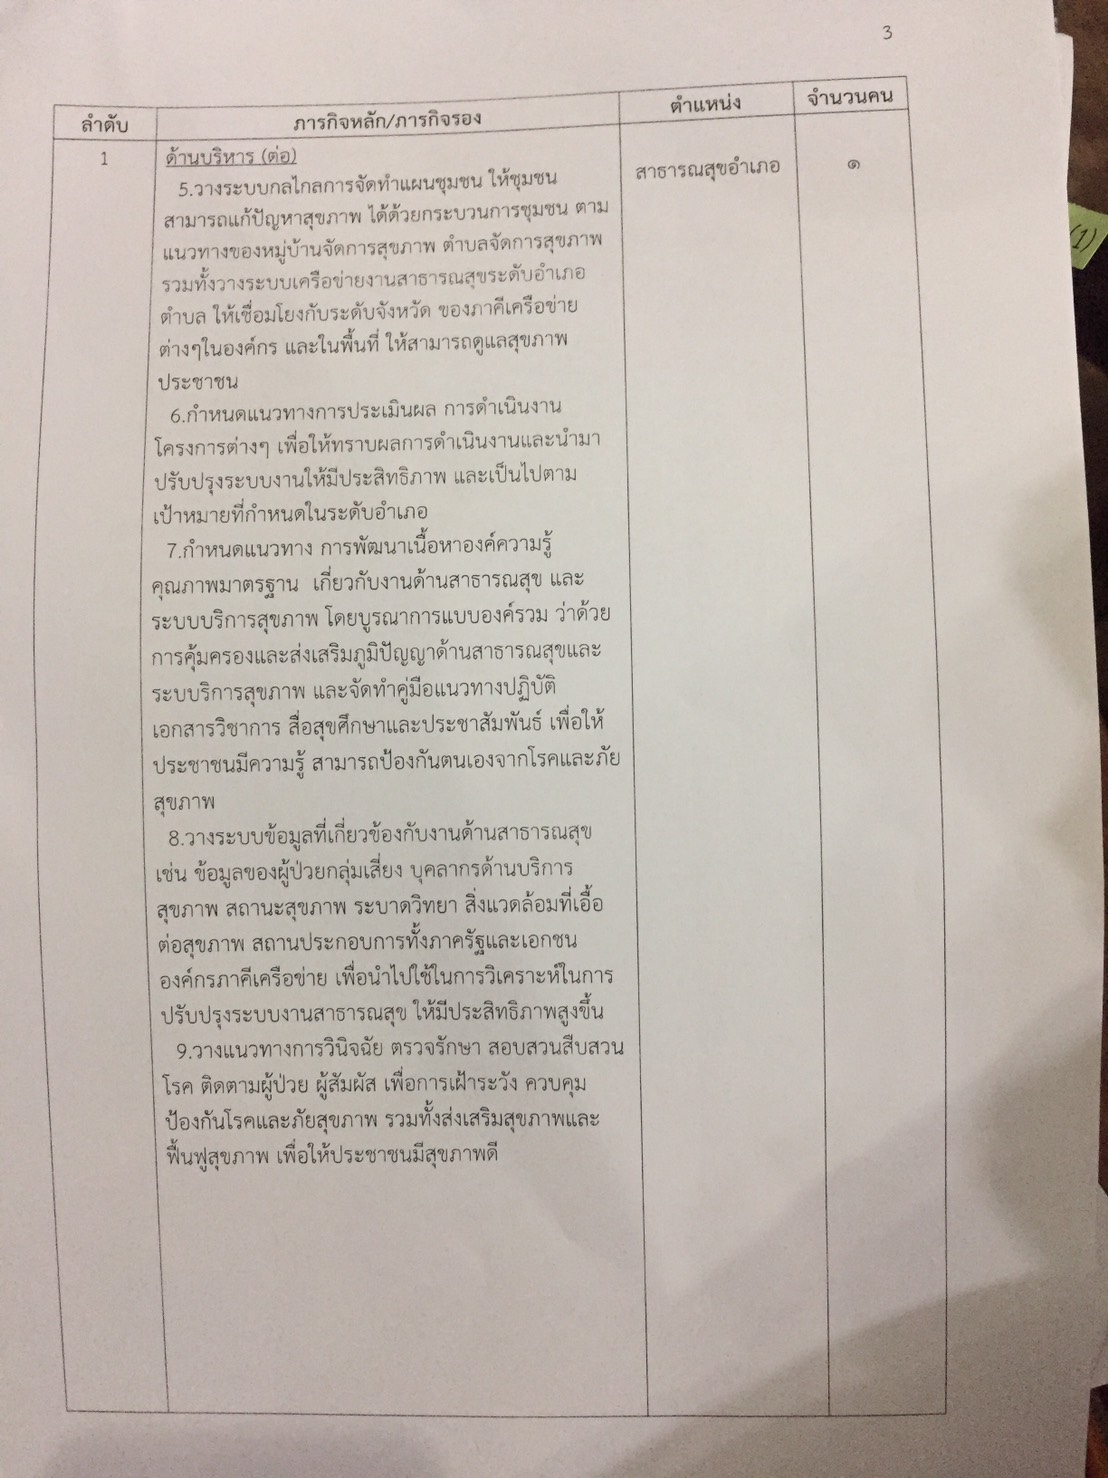 3
ลำดับ
ภารกิจหลัก/ภารกิจรอง
ตำแหน่ง
จำนวนคน
1
ด้านบริหาร (ต่อ)
สาธารณสุขอำเภอ
๑
5.วางระบบกลไกลการจัดทำแผนชุมชน ให้ชุมชน
สามารถแก้ปัญหาสุขภาพ ได้ด้วยกระบวนการชุมชน ตาม
แนวทางของหมู่บ้านจัดการสุขภาพ ตำบลจัดการสุขภาพ
รวมทั้งวางระบบเครือข่ายงานสาธารณสุขระดับอำเภอ
ตำบล ให้เชื่อมโยงกับระดับจังหวัด ของภาคีเครือข่าย
ต่างๆในองค์กร และในพื้นที่ ให้สามารถดูแลสุขภาพ
ประชาชน
6.กำหนดแนวทางการประเมินผล การดำเนินงาน
โครงการต่างๆ เพื่อให้ทราบผลการดำเนินงานและนำมา
ปรับปรุงระบบงานให้มีประสิทธิภาพ และเป็นไปตาม
เป้าหมายที่กำหนดในระดับอำเภอ
7.กำหนดแนวทาง การพัฒนาเนื้อหาองค์ความรู้
คุณภาพมาตรฐาน เกี่ยวกับงานด้านสาธารณสุข และ
ระบบบริการสุขภาพ โดยบูรณาการแบบองค์รวม ว่าด้วย
การคุ้มครองและส่งเสริมภูมิปัญญาด้านสาธารณสุขและ
ระบบริการสุขภาพ และจัดทำคู่มือแนวทางปฏิบัติ
เอกสารวิชาการ สื่อสุขศึกษาและประชาสัมพันธ์ เพื่อให้
ประชาชนมีความรู้ สามารถป้องกันตนเองจากโรคและภัย
สุขภาพ
8.วางระบบข้อมูลที่เกี่ยวข้องกับงานด้านสาธารณสุข
เช่น ข้อมูลของผู้ป่วยกลุ่มเสี่ยง บุคลากรด้านบริการ
สุขภาพ สถานะสุขภาพ ระบาดวิทยา สิ่งแวดล้อมที่เอื้อ
ต่อสุขภาพ สถานประกอบการทั้งภาครัฐและเอกชน
องค์กรภาคีเครือข่าย เพื่อนำไปใช้ในการวิเคราะห์ในการ
ปรับปรุงระบบงานสาธารณสุข ให้มีประสิทธิภาพสูงขึ้น
9.วางแนวทางการวินิจฉัย ตรวจรักษา สอบสวนสืบสวน
โรค ติดตามผู้ป่วย ผู้สัมผัส เพื่อการเฝ้าระวัง ควบคุม
ป้องกันโรคและภัยสุขภาพ รวมทั้งส่งเสริมสุขภาพและ
ฟื้นฟูสุขภาพ เพื่อให้ประชาชนมีสุขภาพดี
(1)